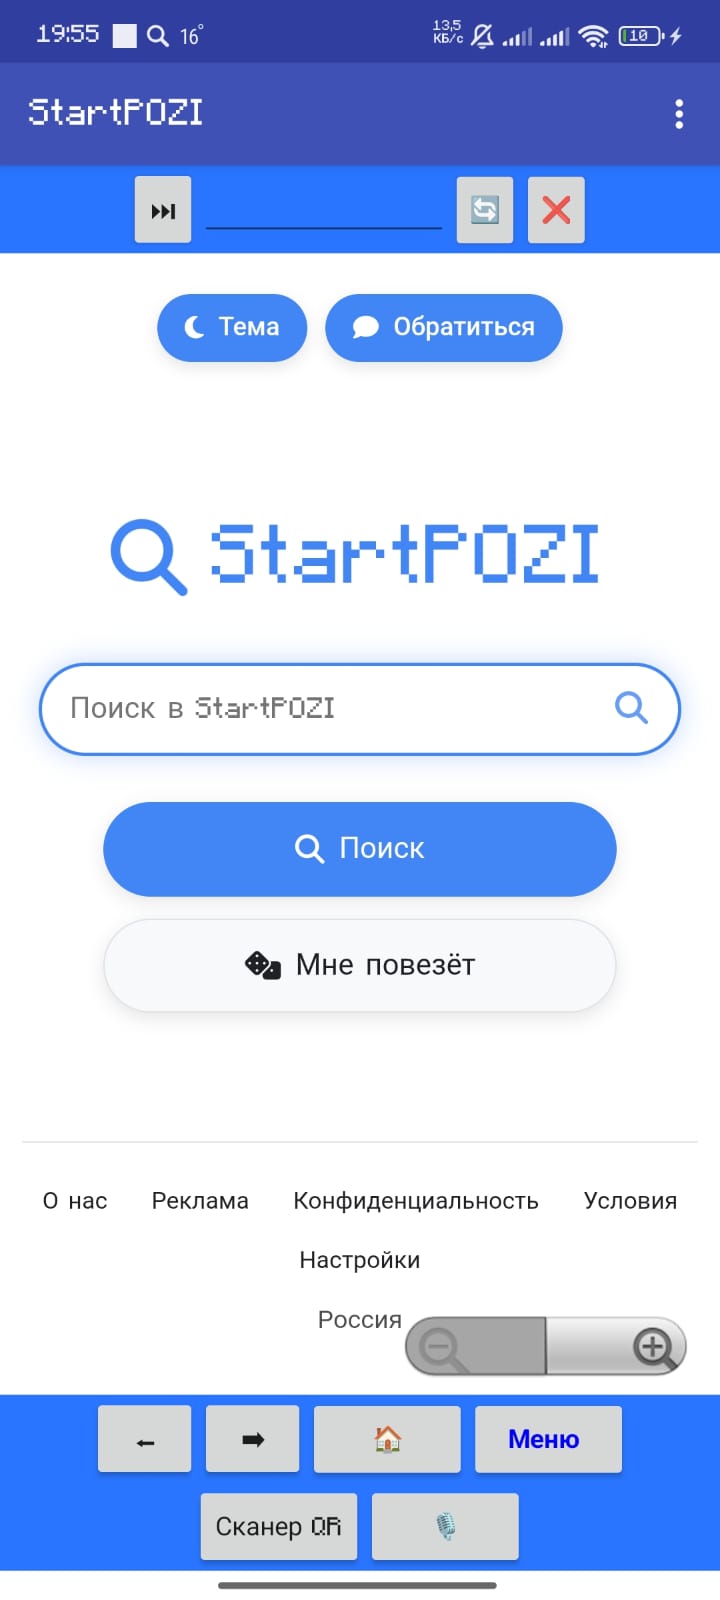 19:55 16°
13,5 КБ/с 10
StartPOZI
Тема Обратиться
StartPOZI
Поиск в StartPOZI
Поиск
Мне повезёт
О нас Реклама Конфиденциальность Условия
Настройки
Россия
Меню
Сканер QR